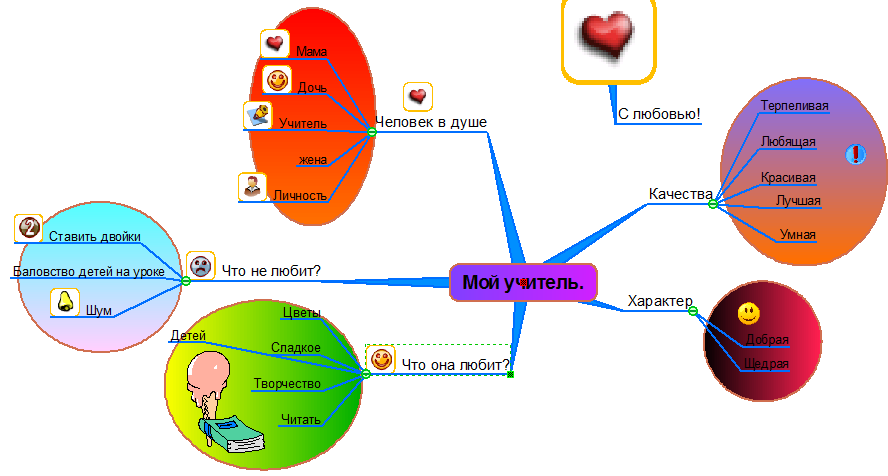 Мама
Дочь
Учитель
жена
Личность
Человек в душе
С любовью!
Терпеливая
Любящая
Красивая
Лучшая
Умная
Качества
2
Ставить двойки
Баловство детей на уроке
Шум
Что не любит?
Мой учитель.
Характер
Добрая
Щедрая
Цветы
Детей
Сладкое
Творчество
Читать
Что она любит?